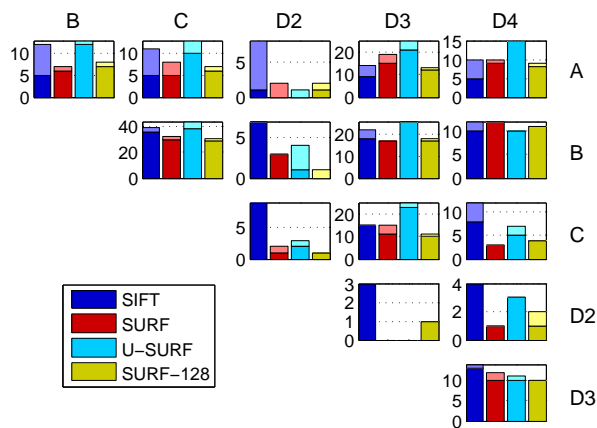 B C D2 D3 D4
10 10 5 20 15
5 5 0 10 10
0 0 0 5
0
A
40 5 20 10
20 0 10 5
0 0 0
B
5 20 10
0 10 5
0 0
C
SIFT
SURF
U-SURF
SURF-128
3 4
2 2
1 0
0
D2
10
5
0
D3